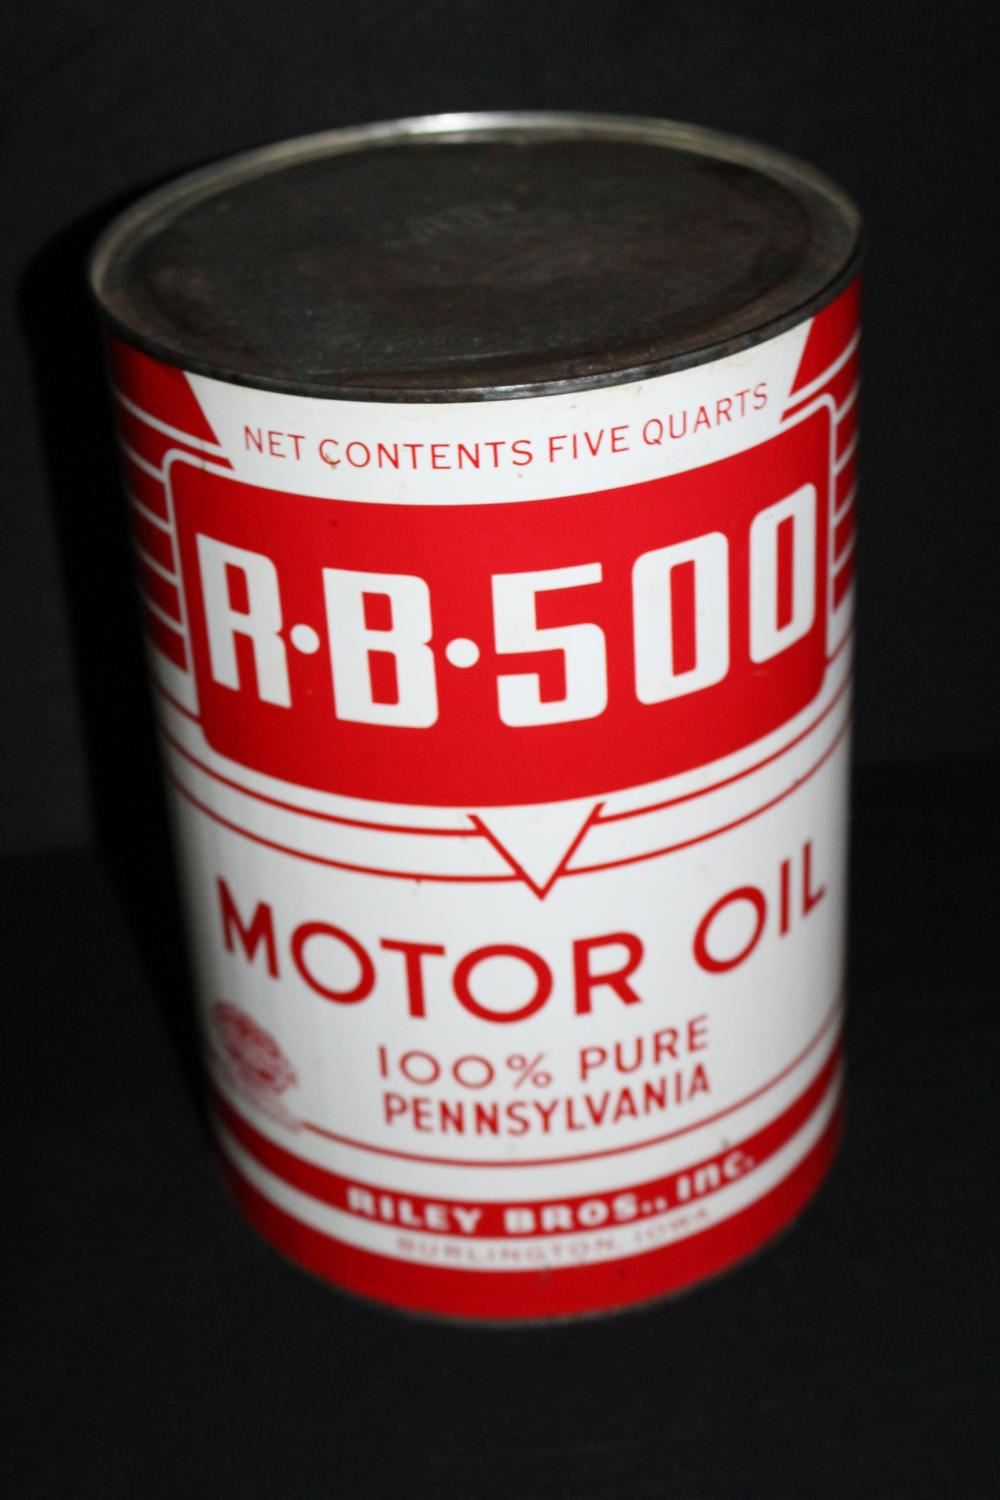 NET CONTENTS FIVE QUARTS
R·B·500
MOTOR OIL
100% PURE
PENNSYLVANIA
RILEY BROS., Inc.
BURLINGTON, IOWA